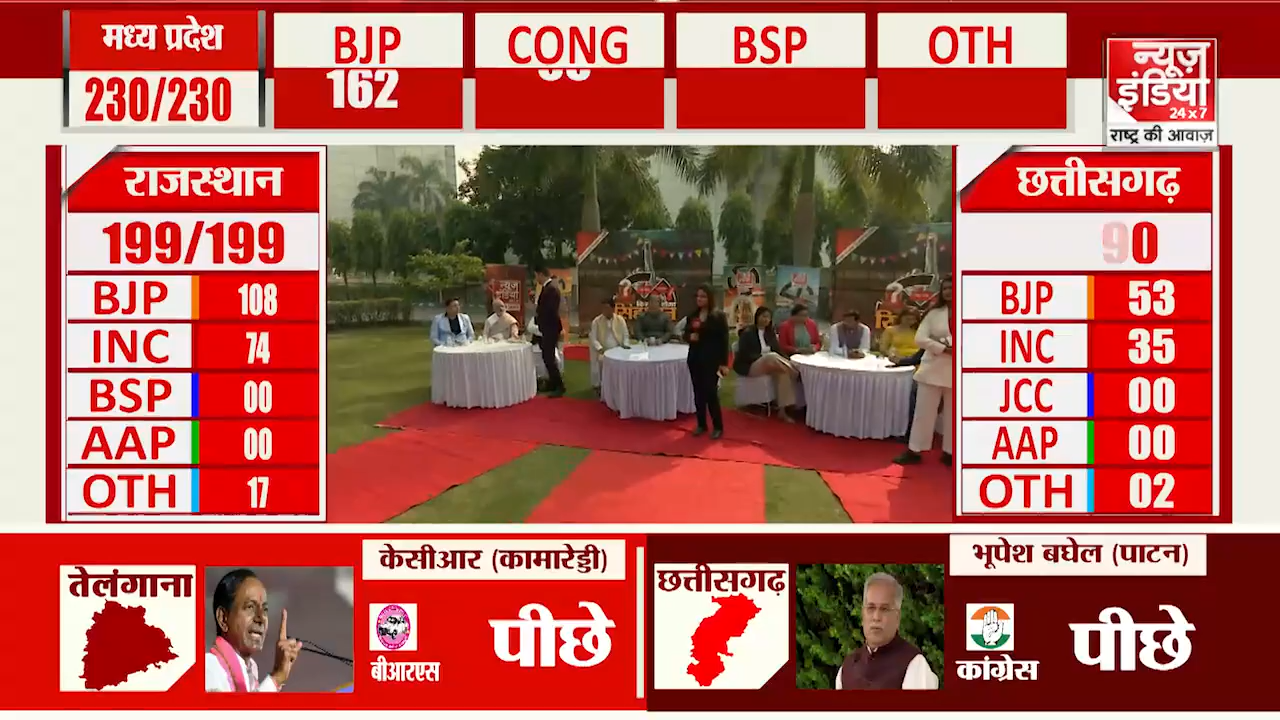 मध्य प्रदेश
230/230
BJP
162
CONG
BSP
OTH
न्यूज़
इंडिया
24x7
राष्ट्र की आवाज़
राजस्थान
199/199
BJP 108
INC 74
BSP 00
AAP 00
OTH 17
न्यूज़
इंडिया
छत्तीसगढ़
90
BJP 53
INC 35
JCC 00
AAP 00
OTH 02
तेलंगाना
केसीआर (कामारेड्डी)
बीआरएस
पीछे
छत्तीसगढ़
भूपेश बघेल (पाटन)
कांग्रेस
पीछे